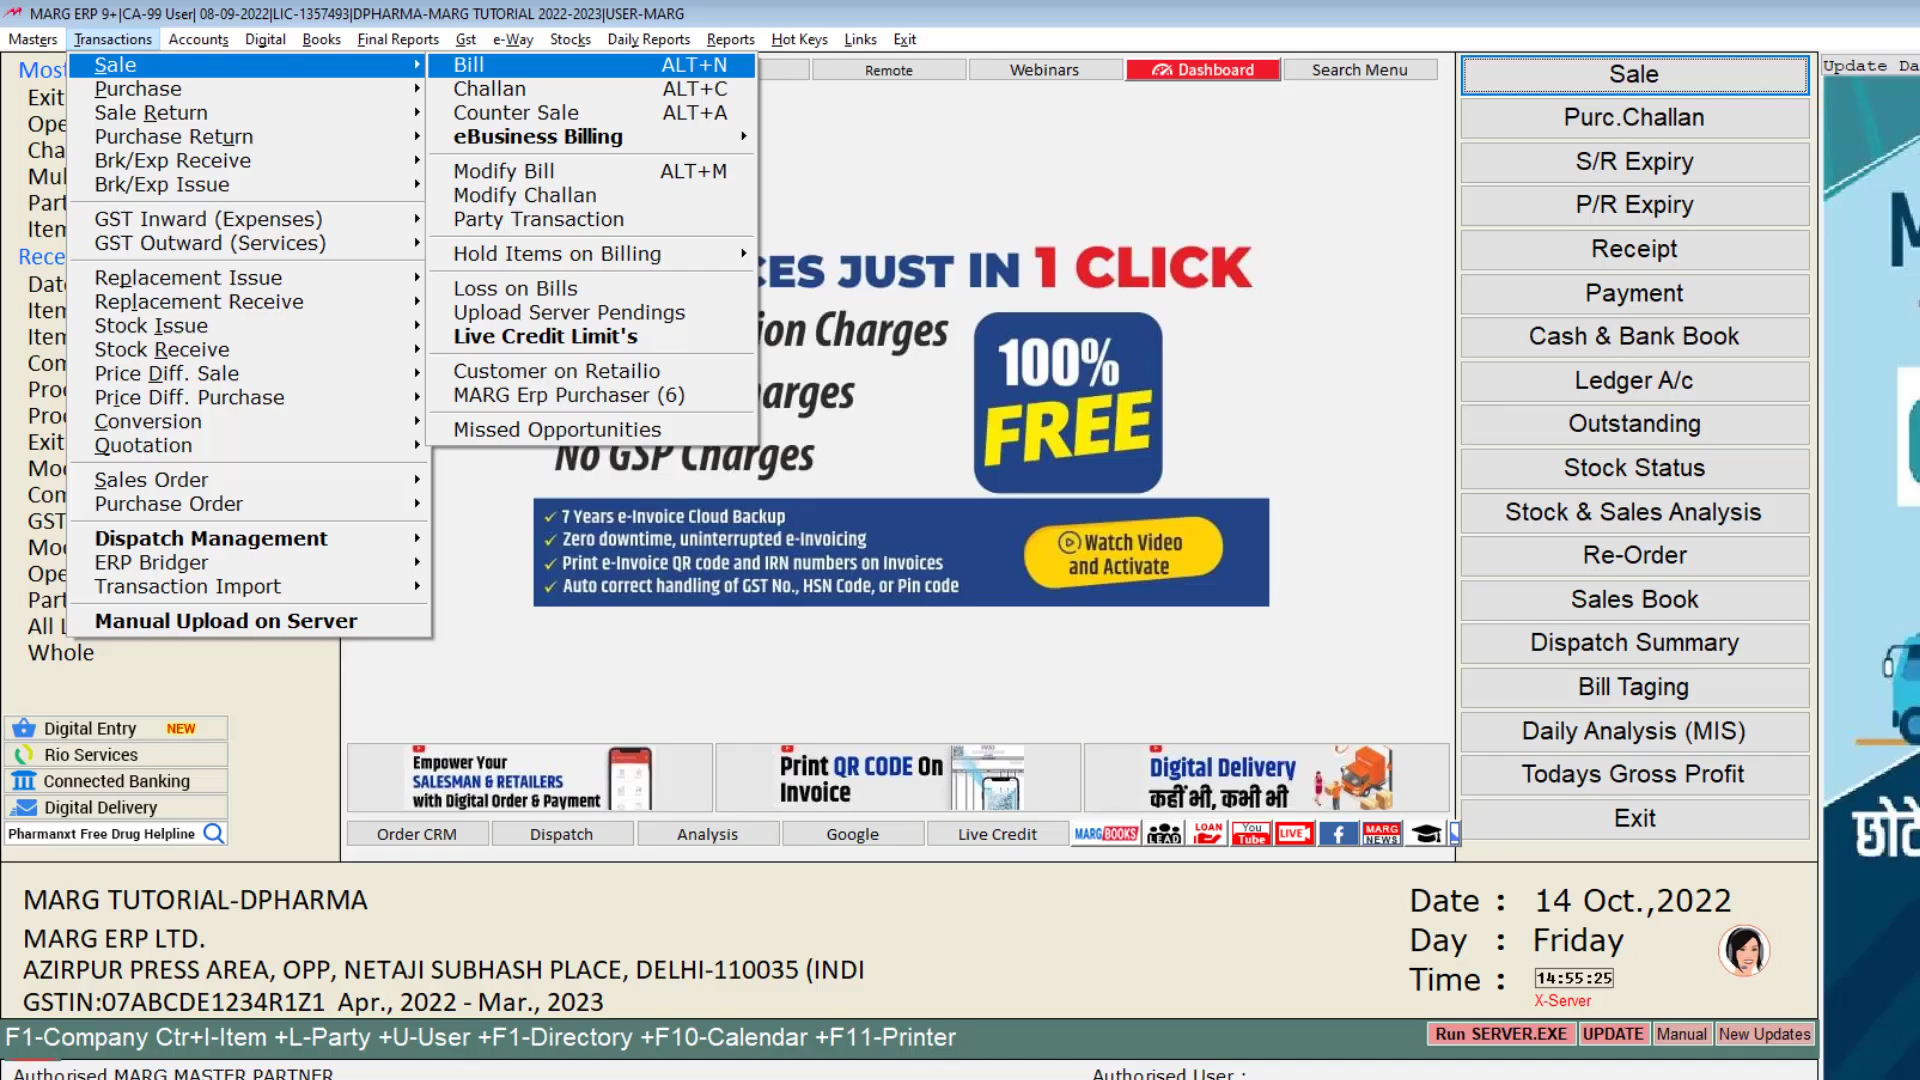 MARG ERP 9+|CA-99 User| 08-09-2022|LIC-1357493|DPHARMA-MARG TUTORIAL 2022-2023|USER-MARG
Masters Transactions Accounts Digital Books Final Reports Gst e-Way Stocks Daily Reports Reports Hot Keys Links Exit
Sale
Purchase
Sale Return
Purchase Return
Brk/Exp Receive
Brk/Exp Issue
GST Inward (Expenses)
GST Outward (Services)
Replacement Issue
Replacement Receive
Stock Issue
Stock Receive
Price Diff. Sale
Price Diff. Purchase
Conversion
Quotation
Sales Order
Purchase Order
Dispatch Management
ERP Bridger
Transaction Import
Manual Upload on Server
Bill ALT+N
Challan ALT+C
Counter Sale ALT+A
eBusiness Billing
Modify Bill ALT+M
Modify Challan
Party Transaction
Hold Items on Billing
Loss on Bills
Upload Server Pendings
Live Credit Limit's
Customer on Retailio
MARG Erp Purchaser (6)
Missed Opportunities
Exit
Whole
Digital Entry NEW
Rio Services
Connected Banking
Digital Delivery
Pharmanxt Free Drug Helpline
Remote Webinars Dashboard Search Menu
JUST IN 1 CLICK
Charges
No GSP Charges
100%
FREE
✓ 7 Years e-Invoice Cloud Backup
✓ Zero downtime, uninterrupted e-Invoicing
✓ Print e-Invoice QR code and IRN numbers on Invoices
✓ Auto correct handling of GST No., HSN Code, or Pin code
Watch Video
and Activate
Empower Your
SALESMAN & RETAILERS
with Digital Order & Payment
Print QR CODE On
Invoice
Digital Delivery
कहीं भी, कभी भी
Order CRM Dispatch Analysis Google Live Credit MARGBOOKS LEAD LOAN You Tube LIVE MARG NEWS
Sale
Purc.Challan
S/R Expiry
P/R Expiry
Receipt
Payment
Cash & Bank Book
Ledger A/c
Outstanding
Stock Status
Stock & Sales Analysis
Re-Order
Sales Book
Dispatch Summary
Bill Taging
Daily Analysis (MIS)
Todays Gross Profit
Exit
Update
MARG TUTORIAL-DPHARMA
MARG ERP LTD.
AZIRPUR PRESS AREA, OPP, NETAJI SUBHASH PLACE, DELHI-110035 (INDI
GSTIN:07ABCDE1234R1Z1 Apr., 2022 - Mar., 2023
Date : 14 Oct.,2022
Day : Friday
Time : 14:55:25
X-Server
F1-Company Ctr+I-Item +L-Party +U-User +F1-Directory +F10-Calendar +F11-Printer
Run SERVER.EXE UPDATE Manual New Updates
Authorised MARG MASTER PARTNER Authorised User :